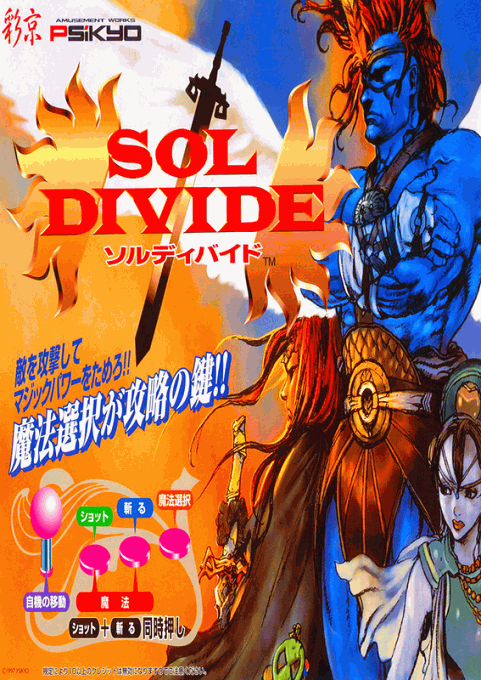 彩京
AMUSEMENT WORKS
PSiKYO
SOL
DIVIDE
ソルディバイド™
敵を攻撃して
マジックパワーをためろ!!
魔法選択が攻略の鍵!!
ショット
斬る
魔法選択
自機の移動
魔法
ショット+斬る 同時押し